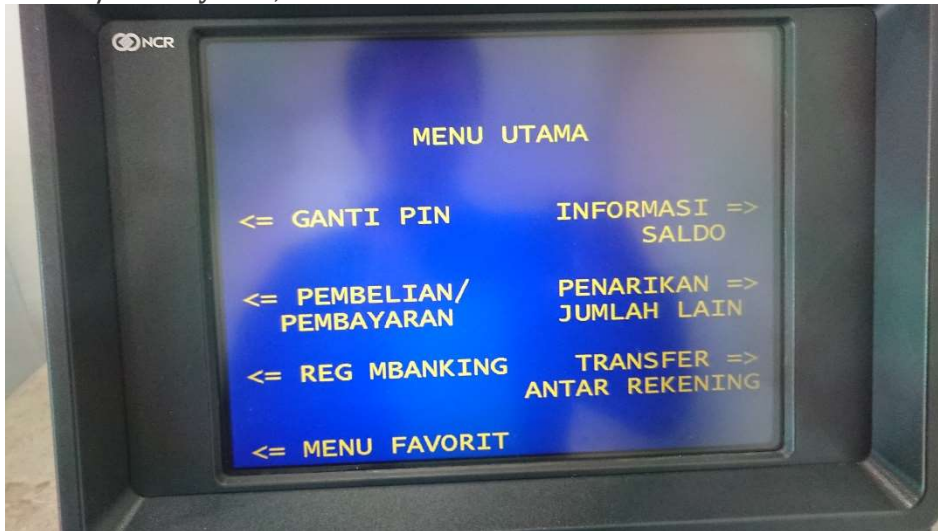 NCR
MENU UTAMA
<= GANTI PIN
INFORMASI =>
SALDO
<= PEMBELIAN/
PEMBAYARAN
PENARIKAN =>
JUMLAH LAIN
<= REG MBANKING
TRANSFER =>
ANTAR REKENING
<= MENU FAVORIT